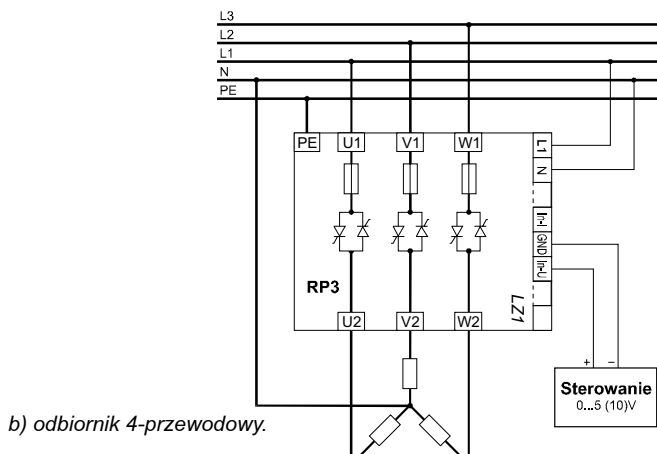 L3
L2
L1
N
PE
PE
U1
V1
W1
L1
N
In-I
GND
In-U
RP3
LZ1
U2
V2
W2
+ −
Sterowanie
0...5 (10)V
b) odbiornik 4-przewodowy.